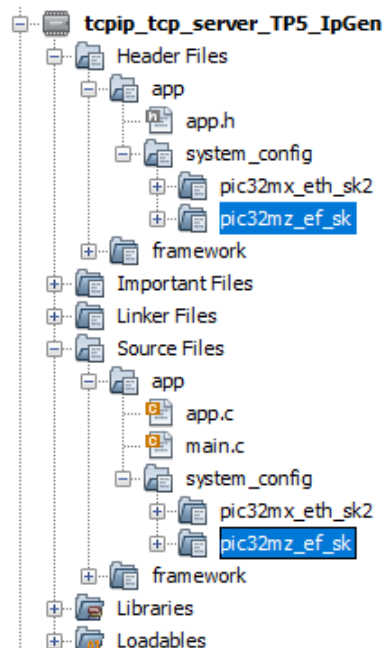 tcpip_tcp_server_TP5_IpGen
Header Files
app
app.h
system_config
pic32mx_eth_sk2
pic32mz_ef_sk
framework
Important Files
Linker Files
Source Files
app
app.c
main.c
system_config
pic32mx_eth_sk2
pic32mz_ef_sk
framework
Libraries
Loadables